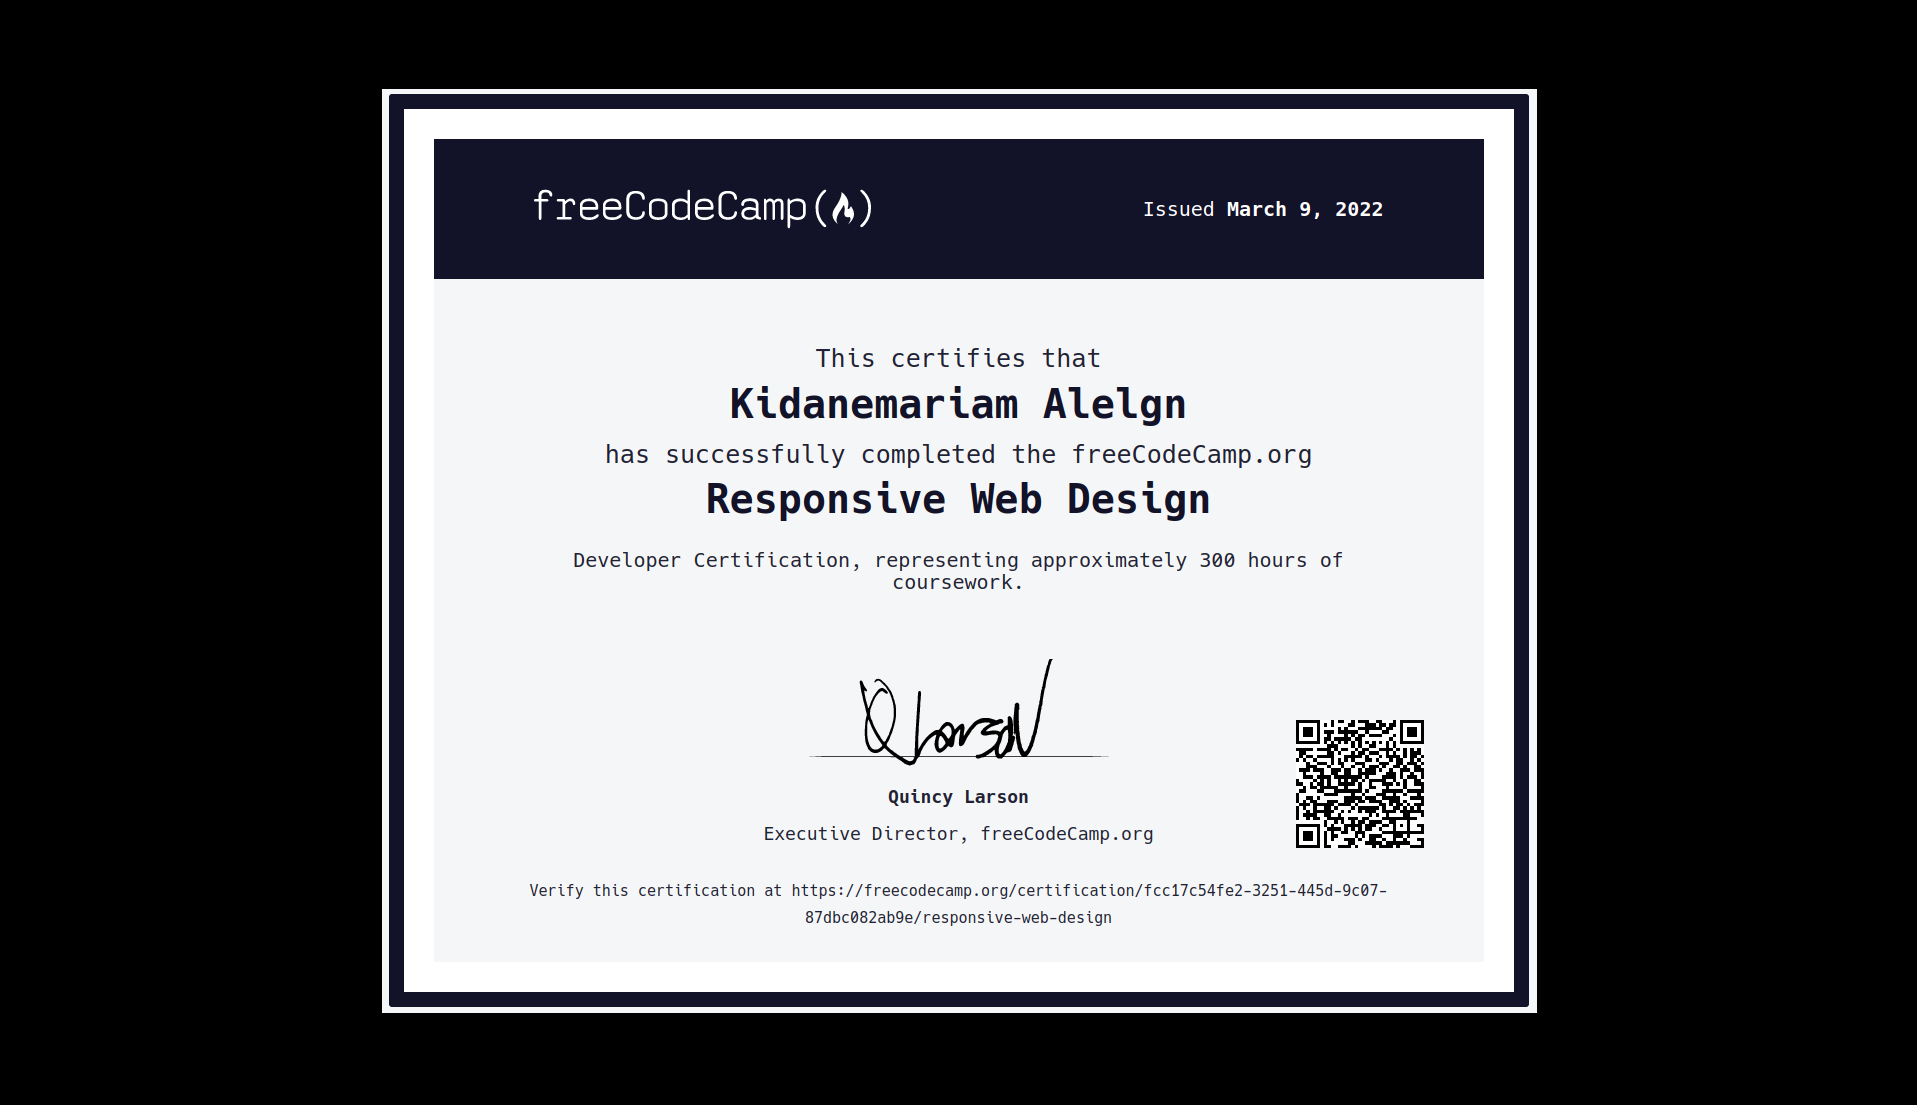 freeCodeCamp(🔥)
Issued March 9, 2022
This certifies that
Kidanemariam Alelgn
has successfully completed the freeCodeCamp.org
Responsive Web Design
Developer Certification, representing approximately 300 hours of
coursework.
Q Larson
Quincy Larson
Executive Director, freeCodeCamp.org
Verify this certification at https://freecodecamp.org/certification/fcc17c54fe2-3251-445d-9c07-
87dbc082ab9e/responsive-web-design